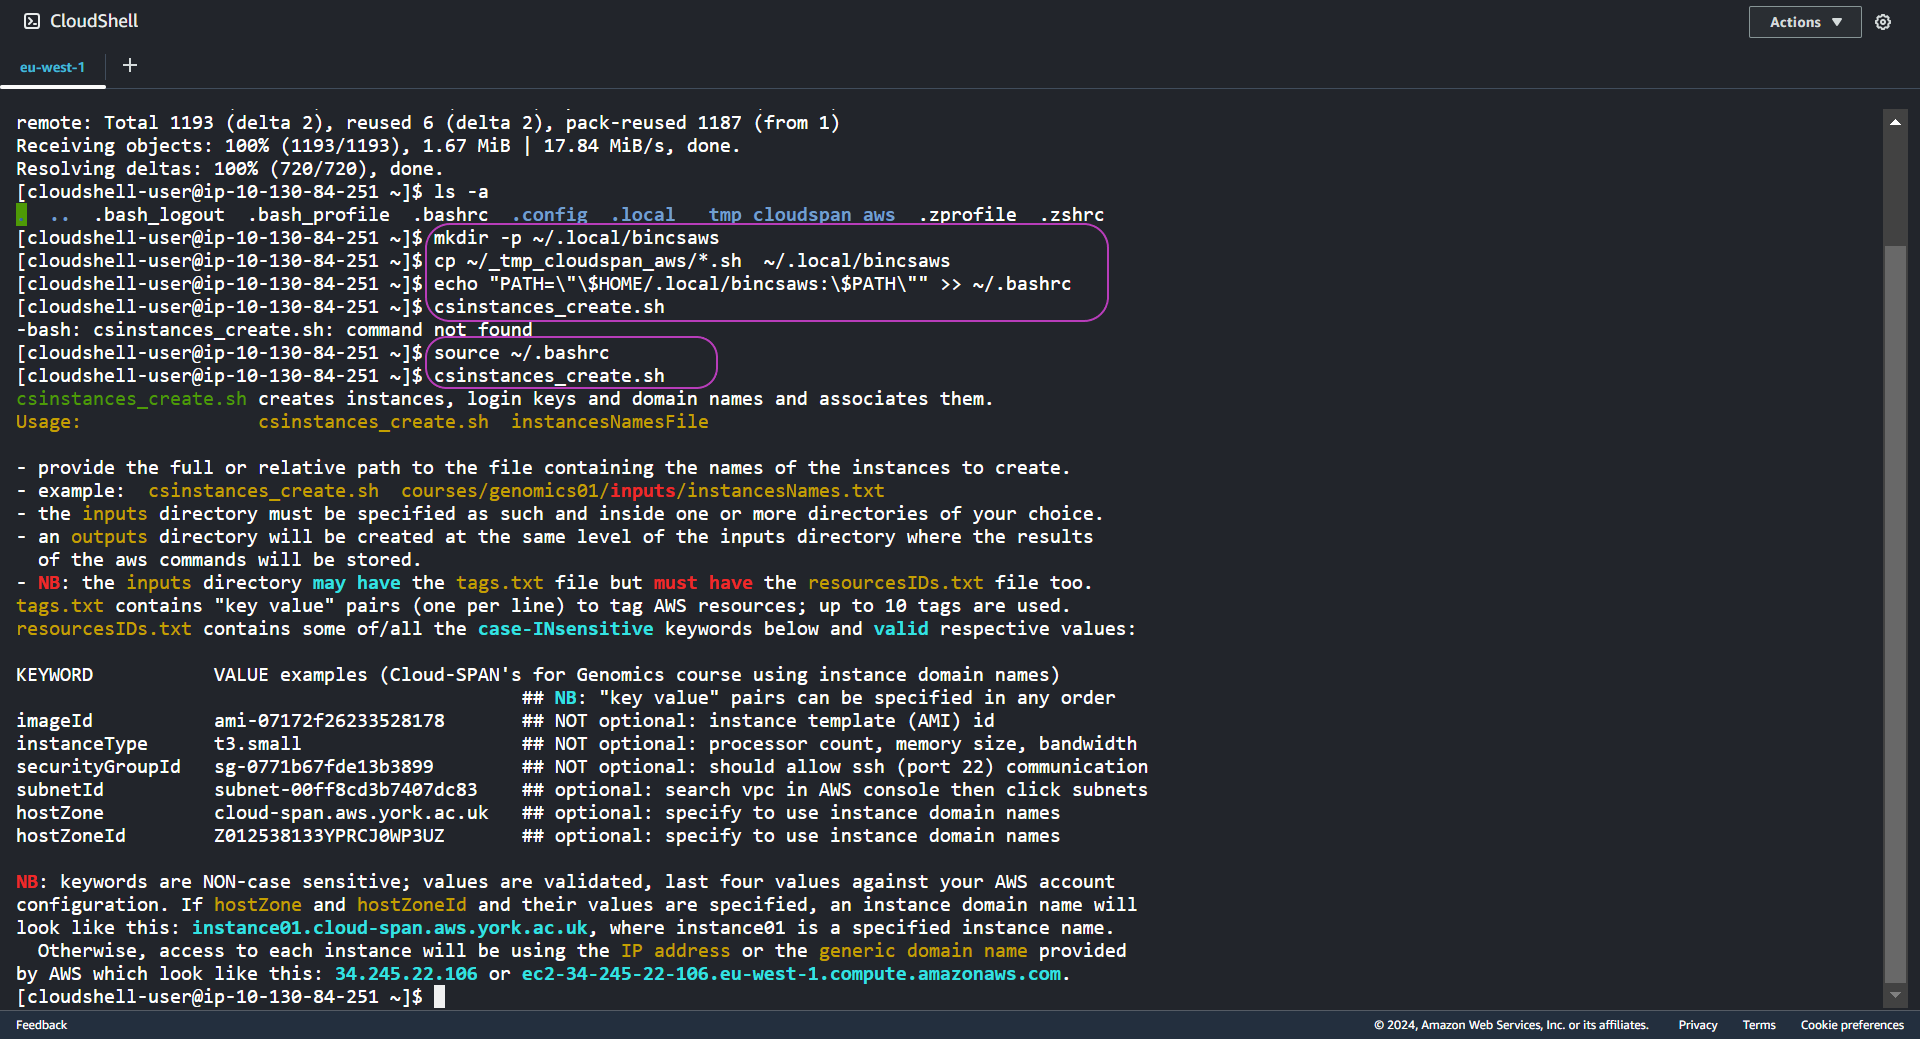 CloudShell
Actions ▼
eu-west-1 +
remote: Total 1193 (delta 2), reused 6 (delta 2), pack-reused 1187 (from 1)
Receiving objects: 100% (1193/1193), 1.67 MiB | 17.84 MiB/s, done.
Resolving deltas: 100% (720/720), done.
[cloudshell-user@ip-10-130-84-251 ~]$ ls -a
.  ..  .bash_logout  .bash_profile  .bashrc  .config  .local  _tmp_cloudspan_aws  .zprofile  .zshrc
[cloudshell-user@ip-10-130-84-251 ~]$ mkdir -p ~/.local/bincsaws
[cloudshell-user@ip-10-130-84-251 ~]$ cp ~/_tmp_cloudspan_aws/*.sh  ~/.local/bincsaws
[cloudshell-user@ip-10-130-84-251 ~]$ echo "PATH=\"\$HOME/.local/bincsaws:\$PATH\"" >> ~/.bashrc
[cloudshell-user@ip-10-130-84-251 ~]$ csinstances_create.sh
-bash: csinstances_create.sh: command not found
[cloudshell-user@ip-10-130-84-251 ~]$ source ~/.bashrc
[cloudshell-user@ip-10-130-84-251 ~]$ csinstances_create.sh
csinstances_create.sh creates instances, login keys and domain names and associates them.
Usage:                csinstances_create.sh  instancesNamesFile
- provide the full or relative path to the file containing the names of the instances to create.
- example:  csinstances_create.sh  courses/genomics01/inputs/instancesNames.txt
- the inputs directory must be specified as such and inside one or more directories of your choice.
- an outputs directory will be created at the same level of the inputs directory where the results
  of the aws commands will be stored.
- NB: the inputs directory may have the tags.txt file but must have the resourcesIDs.txt file too.
tags.txt contains "key value" pairs (one per line) to tag AWS resources; up to 10 tags are used.
resourcesIDs.txt contains some of/all the case-INsensitive keywords below and valid respective values:
KEYWORD           VALUE examples (Cloud-SPAN's for Genomics course using instance domain names)
                                              ## NB: "key value" pairs can be specified in any order
imageId           ami-07172f26233528178       ## NOT optional: instance template (AMI) id
instanceType      t3.small                    ## NOT optional: processor count, memory size, bandwidth
securityGroupId   sg-0771b67fde13b3899        ## NOT optional: should allow ssh (port 22) communication
subnetId          subnet-00ff8cd3b7407dc83    ## optional: search vpc in AWS console then click subnets
hostZone          cloud-span.aws.york.ac.uk   ## optional: specify to use instance domain names
hostZoneId        Z012538133YPRCJ0WP3UZ       ## optional: specify to use instance domain names
NB: keywords are NON-case sensitive; values are validated, last four values against your AWS account
configuration. If hostZone and hostZoneId and their values are specified, an instance domain name will
look like this: instance01.cloud-span.aws.york.ac.uk, where instance01 is a specified instance name.
  Otherwise, access to each instance will be using the IP address or the generic domain name provided
by AWS which look like this: 34.245.22.106 or ec2-34-245-22-106.eu-west-1.compute.amazonaws.com.
[cloudshell-user@ip-10-130-84-251 ~]$
Feedback © 2024, Amazon Web Services, Inc. or its affiliates. Privacy Terms Cookie preferences